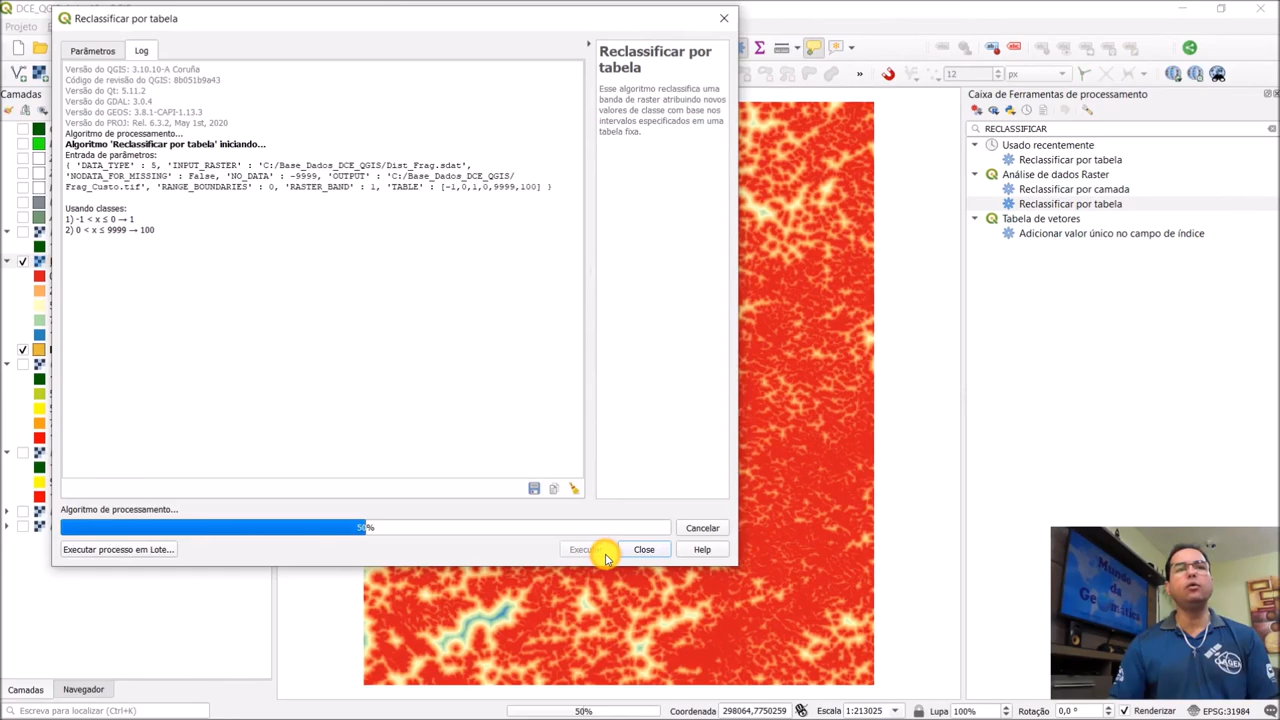 DCE_QG
Projeto
Reclassificar por tabela
Parâmetros
Log
Versão do QGIS: 3.10.10-A Coruña
Código de revisão do QGIS: 8b051b9a43
Versão do Qt: 5.11.2
Versão do GDAL: 3.0.4
Versão do GEOS: 3.8.1-CAPI-1.13.3
Versão do PROJ: Rel. 6.3.2, May 1st, 2020
Algoritmo de processamento…
Algoritmo 'Reclassificar por tabela' iniciando…
Entrada de parâmetros:
{ 'DATA_TYPE' : 5, 'INPUT_RASTER' : 'C:/Base_Dados_DCE_QGIS/Dist_Frag.sdat',
'NODATA_FOR_MISSING' : False, 'NO_DATA' : -9999, 'OUTPUT' : 'C:/Base_Dados_DCE_QGIS/
Frag_Custo.tif', 'RANGE_BOUNDARIES' : 0, 'RASTER_BAND' : 1, 'TABLE' : [-1,0,1,0,9999,100] }
Usando classes:
1) -1 < x ≤ 0 → 1
2) 0 < x ≤ 9999 → 100
Reclassificar por
tabela
Esse algoritmo reclassifica uma
banda de raster atribuindo novos
valores de classe com base nos
intervalos especificados em uma
tabela fixa.
Algoritmo de processamento…
50%
Cancelar
Executar processo em Lote…
Close
Help
Camadas
12
px
Caixa de Ferramentas de processamento
RECLASSIFICAR
Usado recentemente
Reclassificar por tabela
Análise de dados Raster
Reclassificar por camada
Reclassificar por tabela
Tabela de vetores
Adicionar valor único no campo de índice
Mundo
da
Camadas
Navegador
Escreva para localizar (Ctrl+K)
50%
Coordenada
298064,7750259
Escala
1:213025
Lupa
100%
Rotação
0,0 °
Renderizar
EPSG:31984